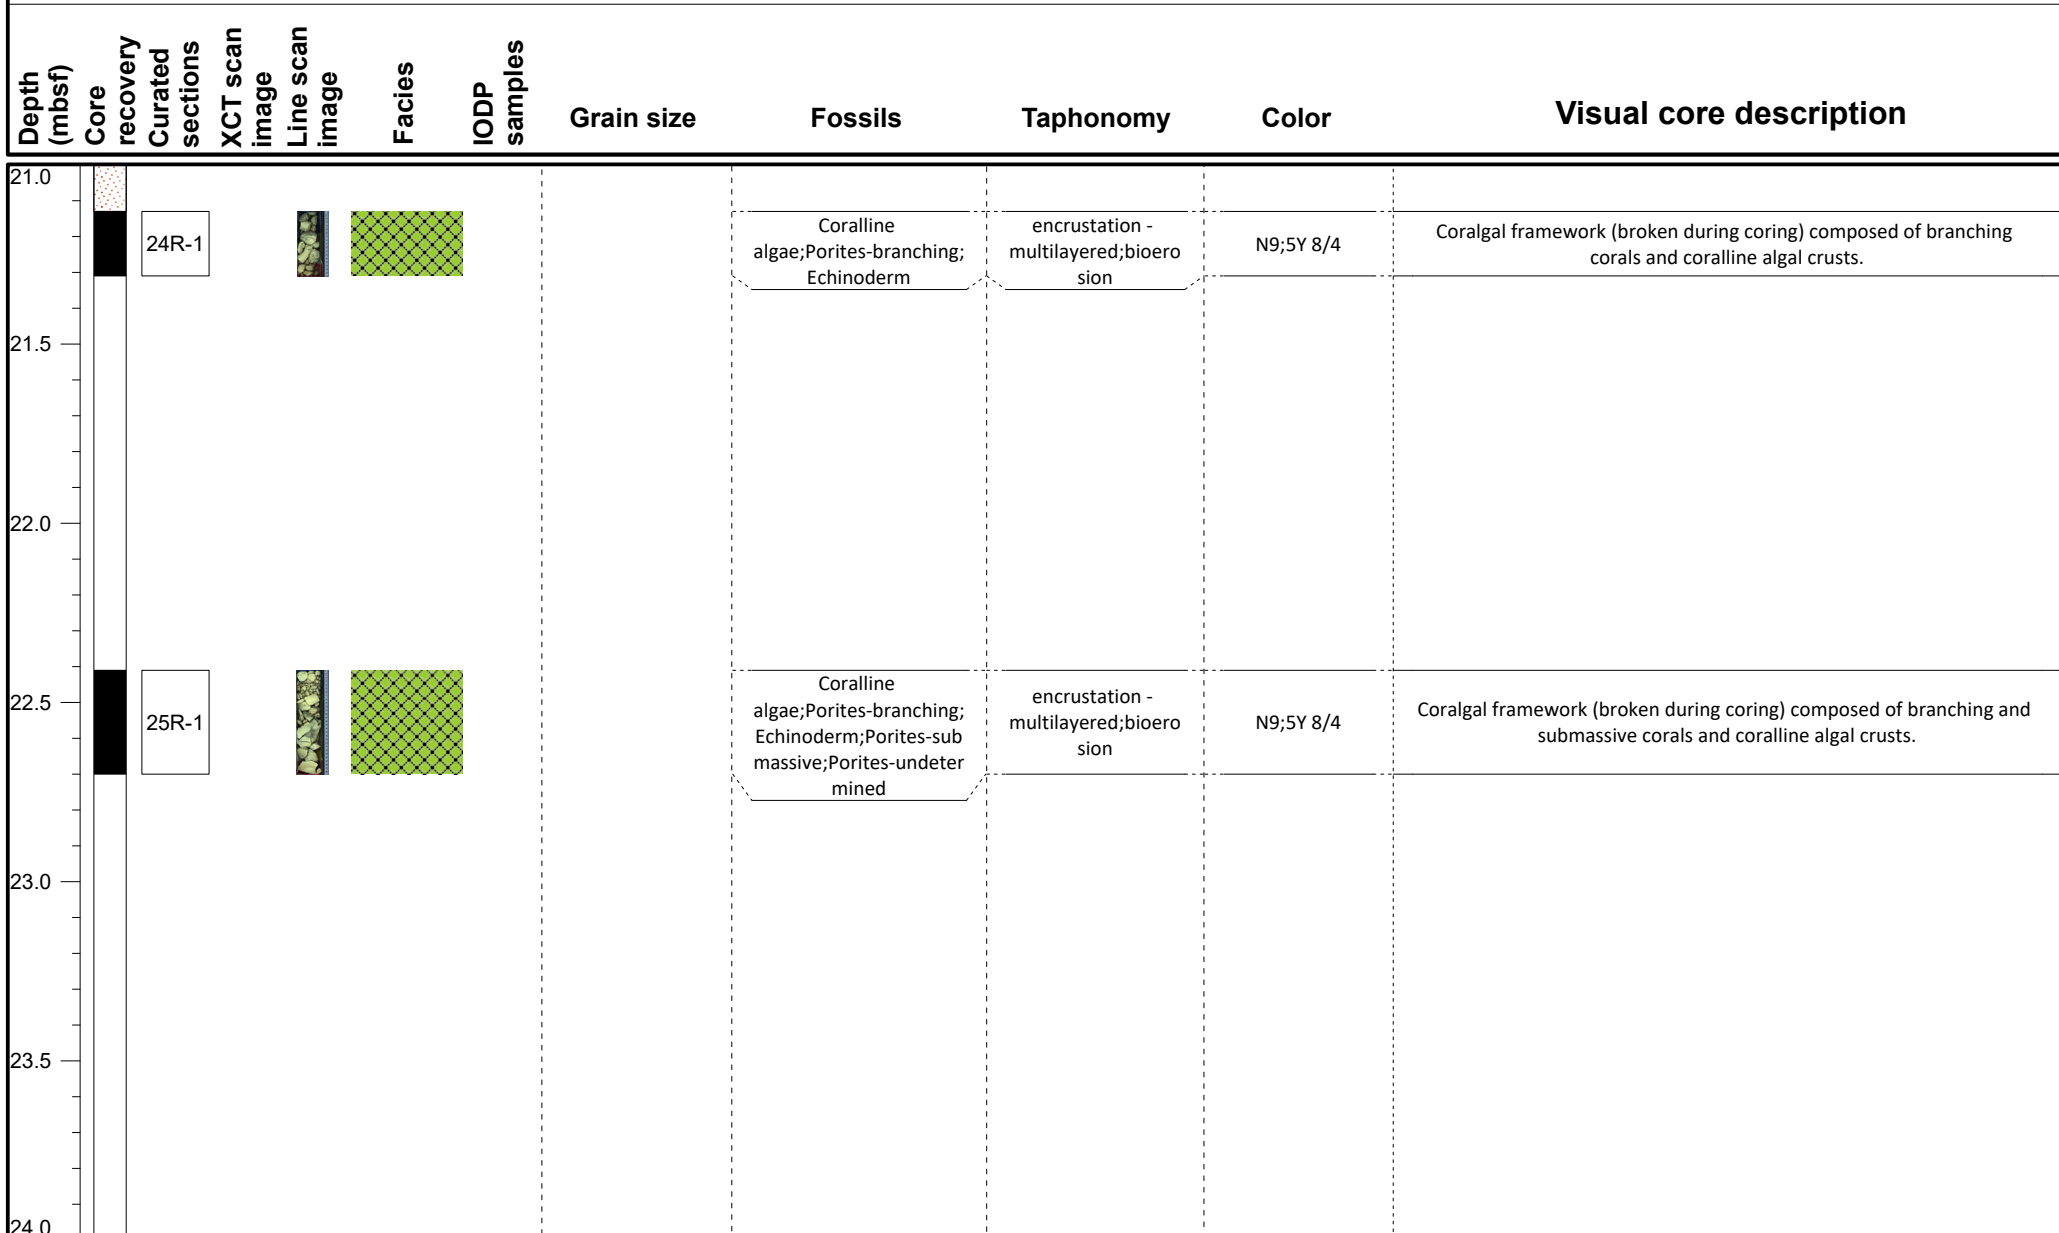 Depth
(mbsf)
Core
recovery
Curated
sections
XCT scan
image
Line scan
image
Facies
IODP
samples
Grain size
Fossils
Taphonomy
Color
Visual core description
21.0
24R-1
Coralline
algae;Porites-branching;
Echinoderm
encrustation -
multilayered;bioero
sion
N9;5Y 8/4
Coralgal framework (broken during coring) composed of branching
corals and coralline algal crusts.
21.5
22.0
22.5
25R-1
Coralline
algae;Porites-branching;
Echinoderm;Porites-sub
massive;Porites-undeter
mined
encrustation -
multilayered;bioero
sion
N9;5Y 8/4
Coralgal framework (broken during coring) composed of branching and
submassive corals and coralline algal crusts.
23.0
23.5
24.0